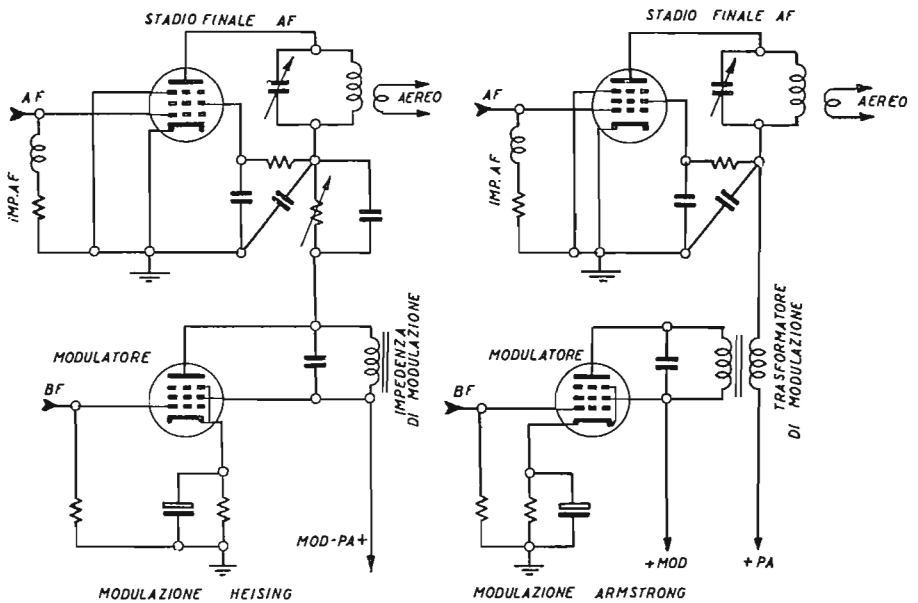 STADIO FINALE AF
AF
IMP. AF
AEREO
MODULATORE
BF
IMPEDENZA
DI MODULAZIONE
MOD-PA+
MODULAZIONE HEISING
STADIO FINALE AF
AF
IMP. AF
AEREO
MODULATORE
BF
TRASFORMATORE
DI MODULAZIONE
+MOD
+PA
MODULAZIONE ARMSTRONG